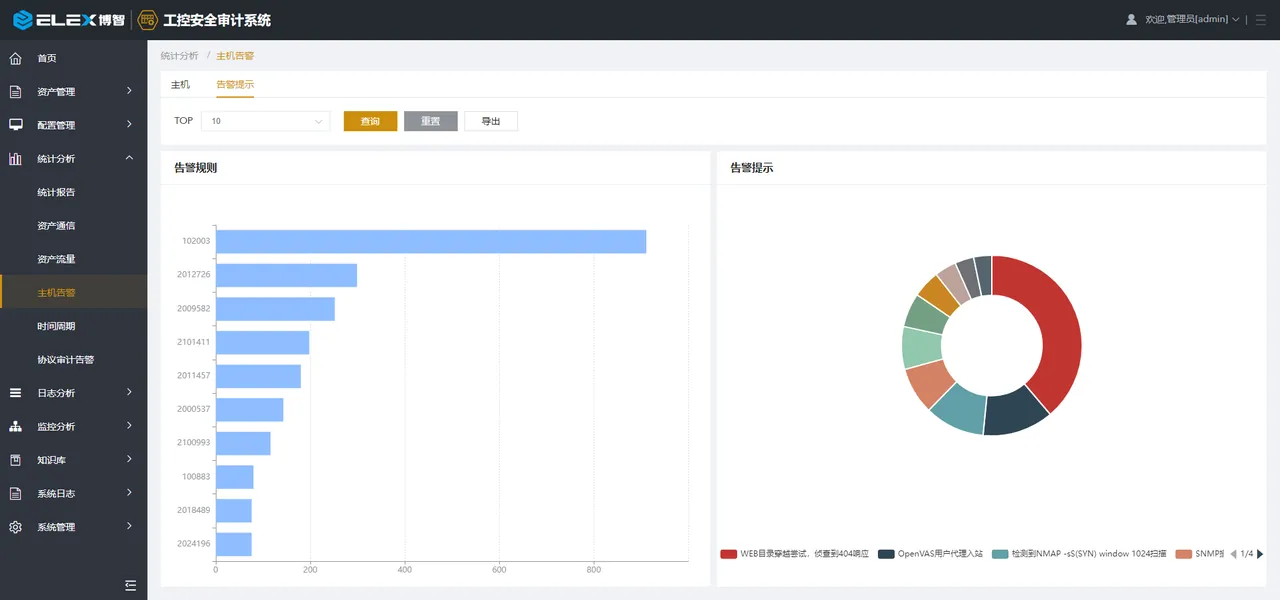 ELEX博智 工控安全审计系统 欢迎,管理员[admin]
首页
资产管理
配置管理
统计分析
统计报告
资产通信
资产流量
主机告警
时间周期
协议审计告警
日志分析
监控分析
知识库
系统日志
系统管理
统计分析 / 主机告警
主机 告警提示
TOP 10 查询 重置 导出
告警规则
102003
2012726
2009582
2101411
2011457
2000537
2100993
100883
2018489
2024196
0 200 400 600 800
告警提示
WEB目录穿越尝试，侦查到404响应 OpenVAS用户代理入站 检测到NMAP -sS(SYN) window 1024扫描 SNMP 1/4